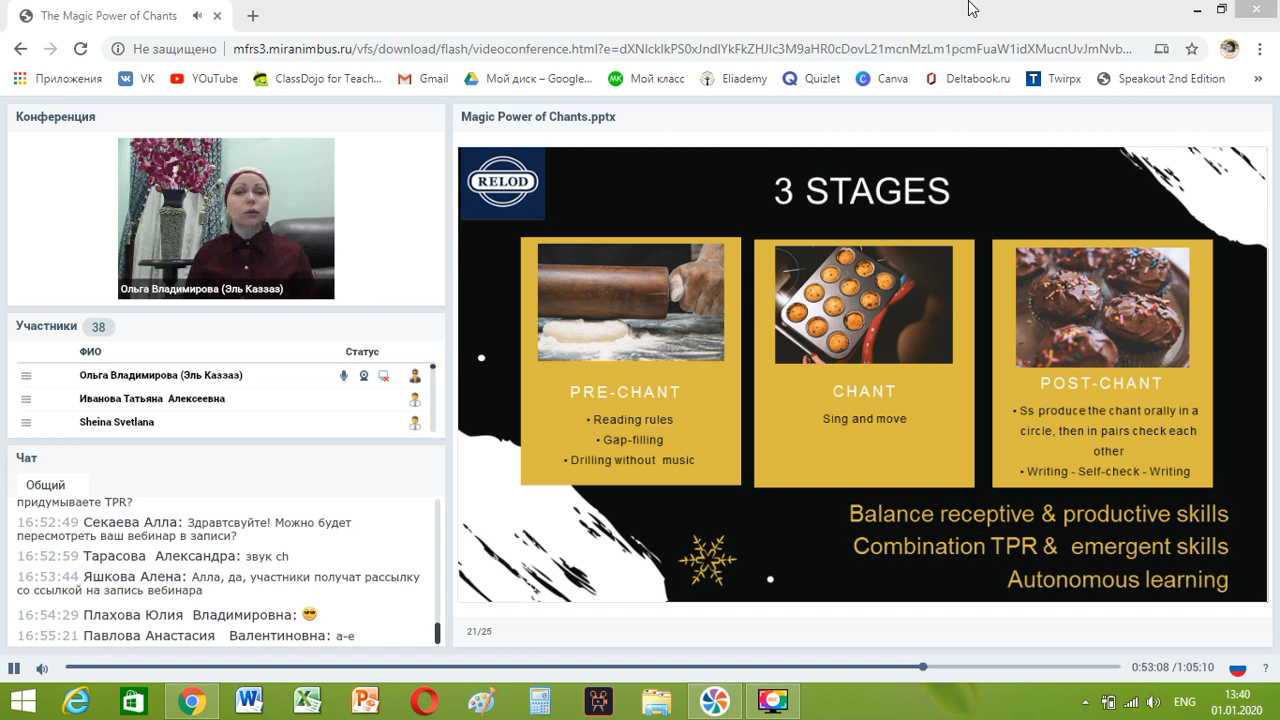 The Magic Power of Chants
Не защищено
mfrs3.miranimbus.ru/vfs/download/flash/videoconference.html?e=
Приложения VK YOuTube ClassDojo for Teach... Gmail Мой диск – Google... Мой класс Eliademy Quizlet Canva Deltabook.ru Twirpx Speakout 2nd Edition »
Конференция
Ольга Владимирова (Эль Каззаз)
Участники 38
ФИО Статус
Ольга Владимирова (Эль Каззаз)
Иванова Татьяна Алексеевна
Sheina Svetlana
Чат
Общий
придумываете TPR?
16:52:49 Секаева Алла: Здравтсвуйте! Можно будет
пересмотреть ваш вебинар в записи?
16:52:59 Тарасова Александра: звук ch
16:53:44 Яшкова Алена: Алла, да, участники получат рассылку
со ссылкой на запись вебинара
16:54:29 Плахова Юлия Владимировна: 😎
16:55:21 Павлова Анастасия Валентиновна: а-е
Magic Power of Chants.pptx
RELOD
3 STAGES
PRE-CHANT
• Reading rules
• Gap-filling
• Drilling without music
CHANT
Sing and move
POST-CHANT
• Ss produce the chant orally in a
circle, then in pairs check each
other
• Writing - Self-check - Writing
Balance receptive & productive skills
Combination TPR & emergent skills
Autonomous learning
21/25
0:53:08 /1:05:10
?
ENG
13:40
01.01.2020